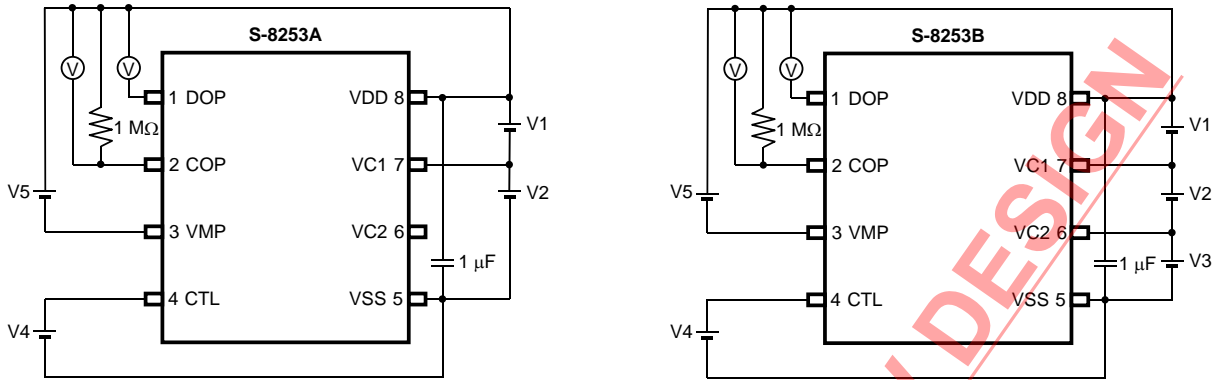 S-8253A
V
V
1 DOP
VDD 8
1 MΩ
V1
2 COP
VC1 7
V5
V2
3 VMP
VC2 6
1 μF
4 CTL
VSS 5
V4
S-8253B
V
V
1 DOP
VDD 8
1 MΩ
V1
2 COP
VC1 7
V5
V2
3 VMP
VC2 6
1 μF
V3
4 CTL
VSS 5
V4
DESIGN